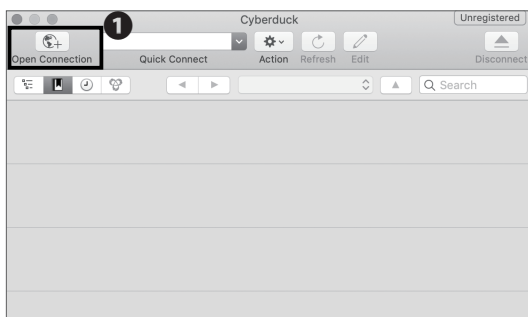 Cyberduck
Unregistered
1
Open Connection
Quick Connect
Action
Refresh
Edit
Disconnect
Search